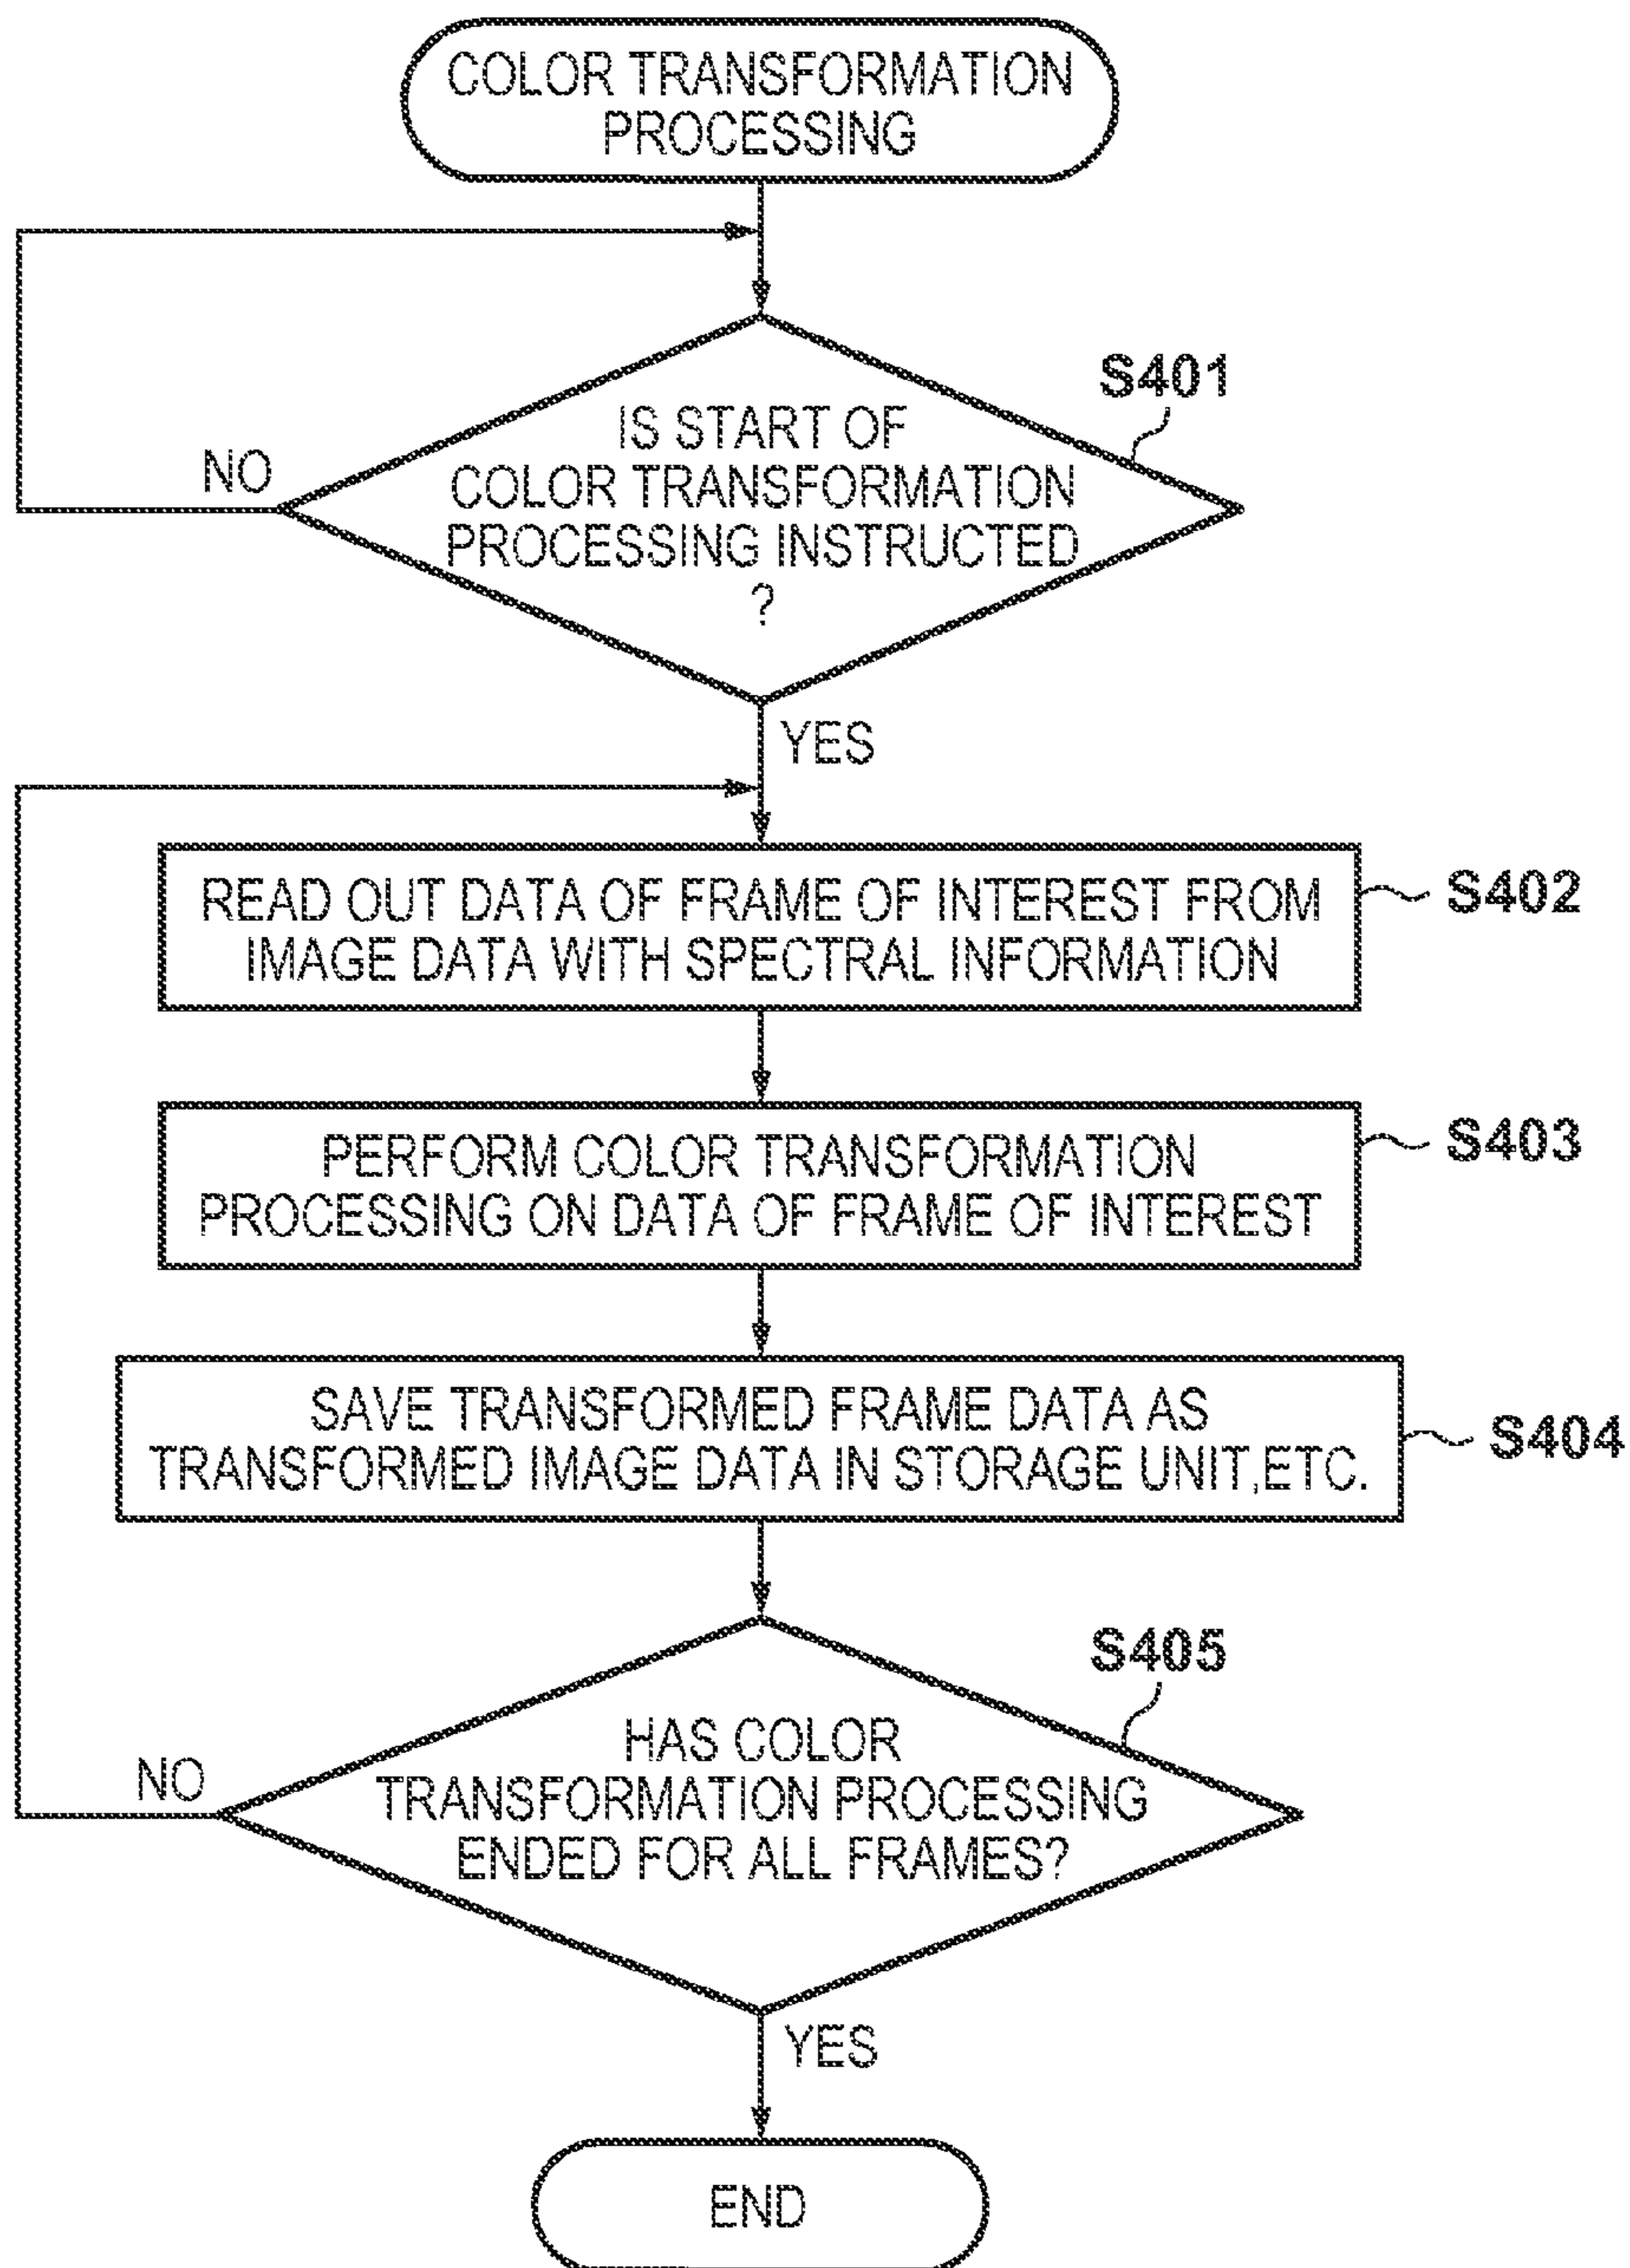 COLOR TRANSFORMATION
PROCESSING
S401
IS START OF
COLOR TRANSFORMATION
PROCESSING INSTRUCTED
?
NO
YES
READ OUT DATA OF FRAME OF INTEREST FROM
IMAGE DATA WITH SPECTRAL INFORMATION
S402
PERFORM COLOR TRANSFORMATION
PROCESSING ON DATA OF FRAME OF INTEREST
S403
SAVE TRANSFORMED FRAME DATA AS
TRANSFORMED IMAGE DATA IN STORAGE UNIT,ETC.
S404
S405
HAS COLOR
TRANSFORMATION PROCESSING
ENDED FOR ALL FRAMES?
NO
YES
END